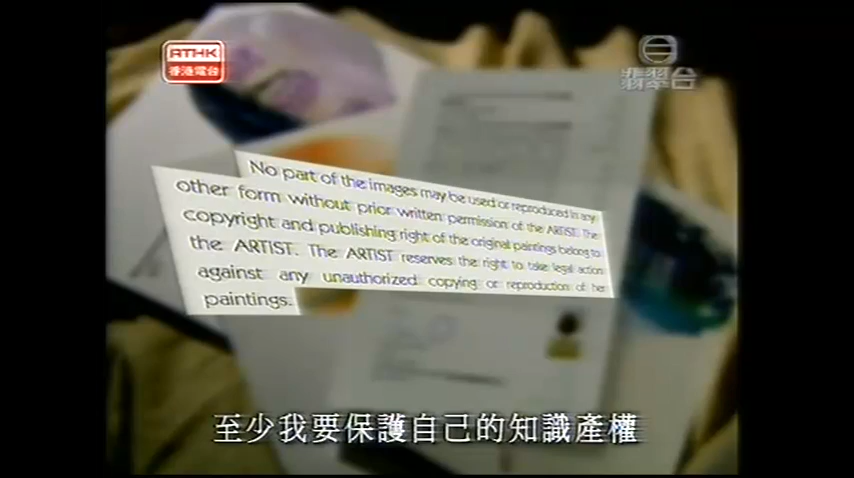 RTHK
香港電台
翡翠台
No part of the images may be used or reproduced in any
other form without prior written permission of the ARTIST. The
copyright and publishing right of the original paintings belong to
the ARTIST. The ARTIST reserves the right to take legal action
against any unauthorized copying or reproduction of her
paintings.
至少我要保護自己的知識產權